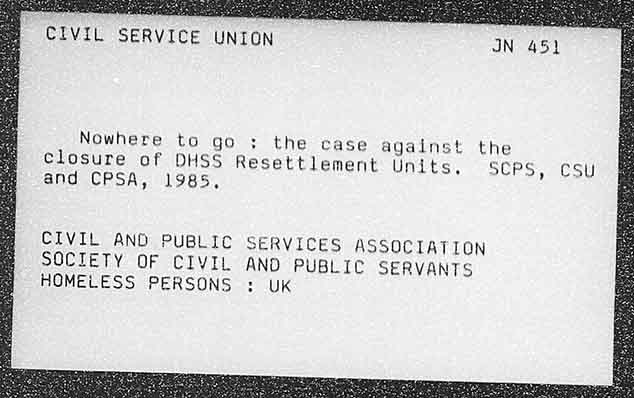 CIVIL SERVICE UNION JN 451
Nowhere to go : the case against the
closure of DHSS Resettlement Units. SCPS, CSU
and CPSA, 1985.
CIVIL AND PUBLIC SERVICES ASSOCIATION
SOCIETY OF CIVIL AND PUBLIC SERVANTS
HOMELESS PERSONS : UK